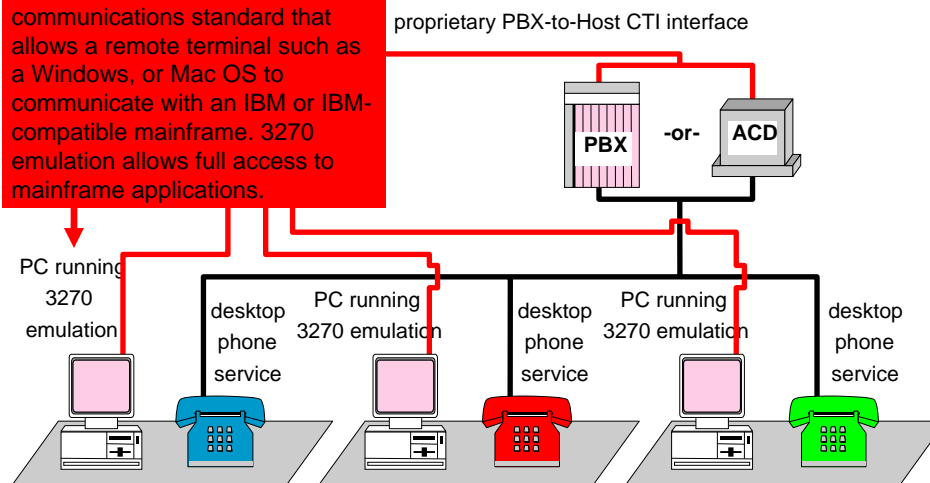 communications standard that
allows a remote terminal such as
a Windows, or Mac OS to
communicate with an IBM or IBM-
compatible mainframe. 3270
emulation allows full access to
mainframe applications.
proprietary PBX-to-Host CTI interface
PBX
-or-
ACD
PC running
3270
emulation
desktop
phone
service
PC running
3270 emulation
desktop
phone
service
PC running
3270 emulation
desktop
phone
service